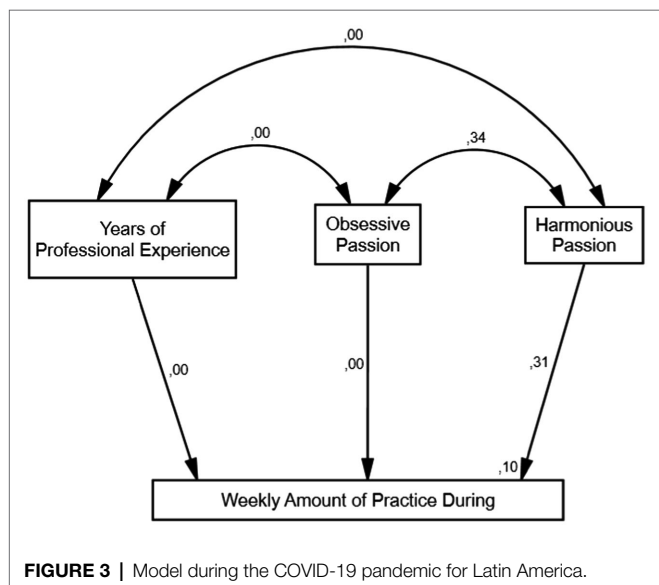 ,00
,00
,34
Years of
Professional Experience
Obsessive
Passion
Harmonious
Passion
,00
,00
,31
,10
Weekly Amount of Practice During
FIGURE 3 | Model during the COVID-19 pandemic for Latin America.